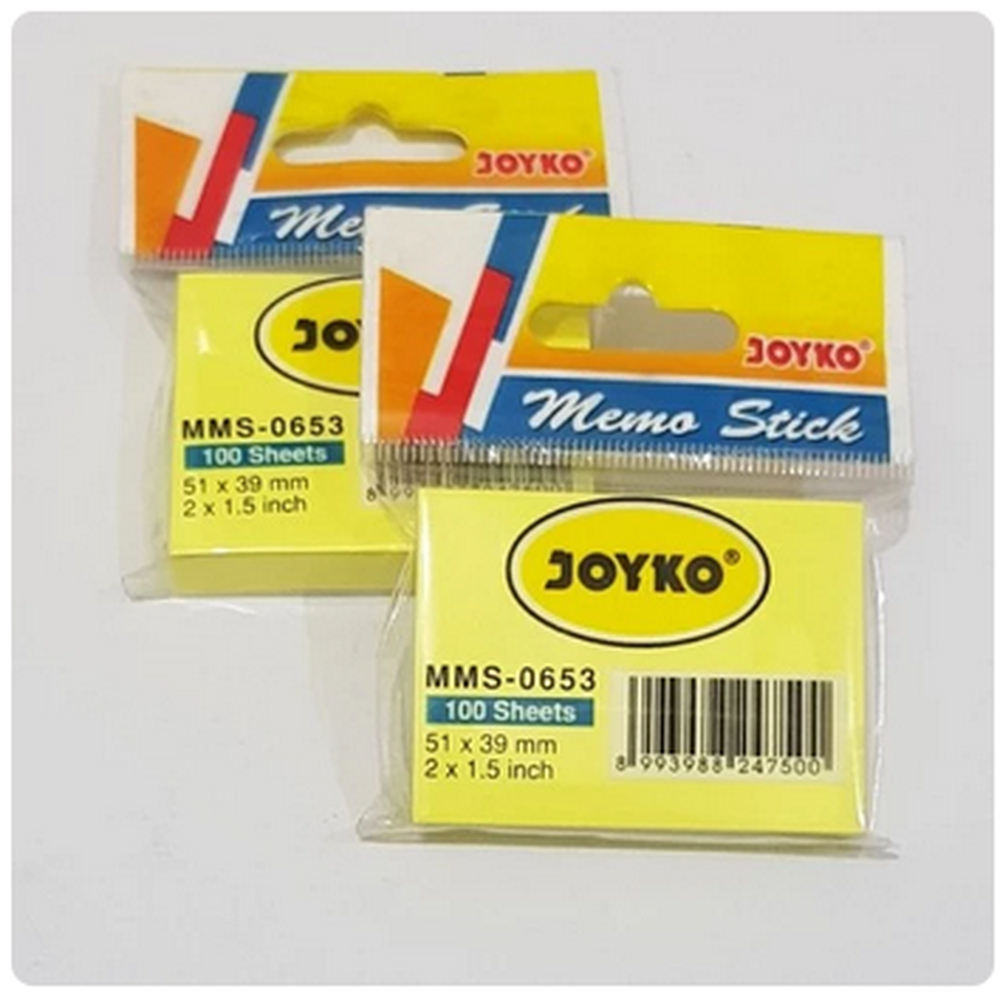 JOYKO®
JOYKO
MMS-0653
100 Sheets
51 x 39 mm
2 x 1.5 inch
JOYKO®
Memo Stick
JOYKO®
MMS-0653
100 Sheets
51 x 39 mm
2 x 1.5 inch
8 993988 247500